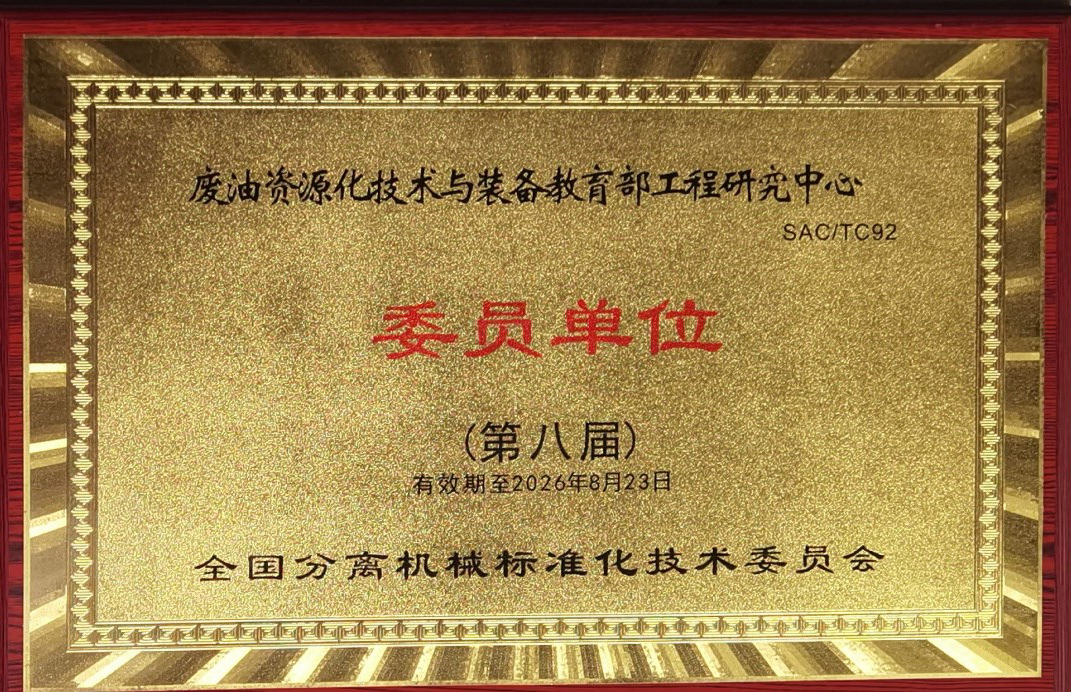 废油资源化技术与装备教育部工程研究中心
SAC/TC92
委员单位
(第八届)
有效期至2026年8月23日
全国分离机械标准化技术委员会